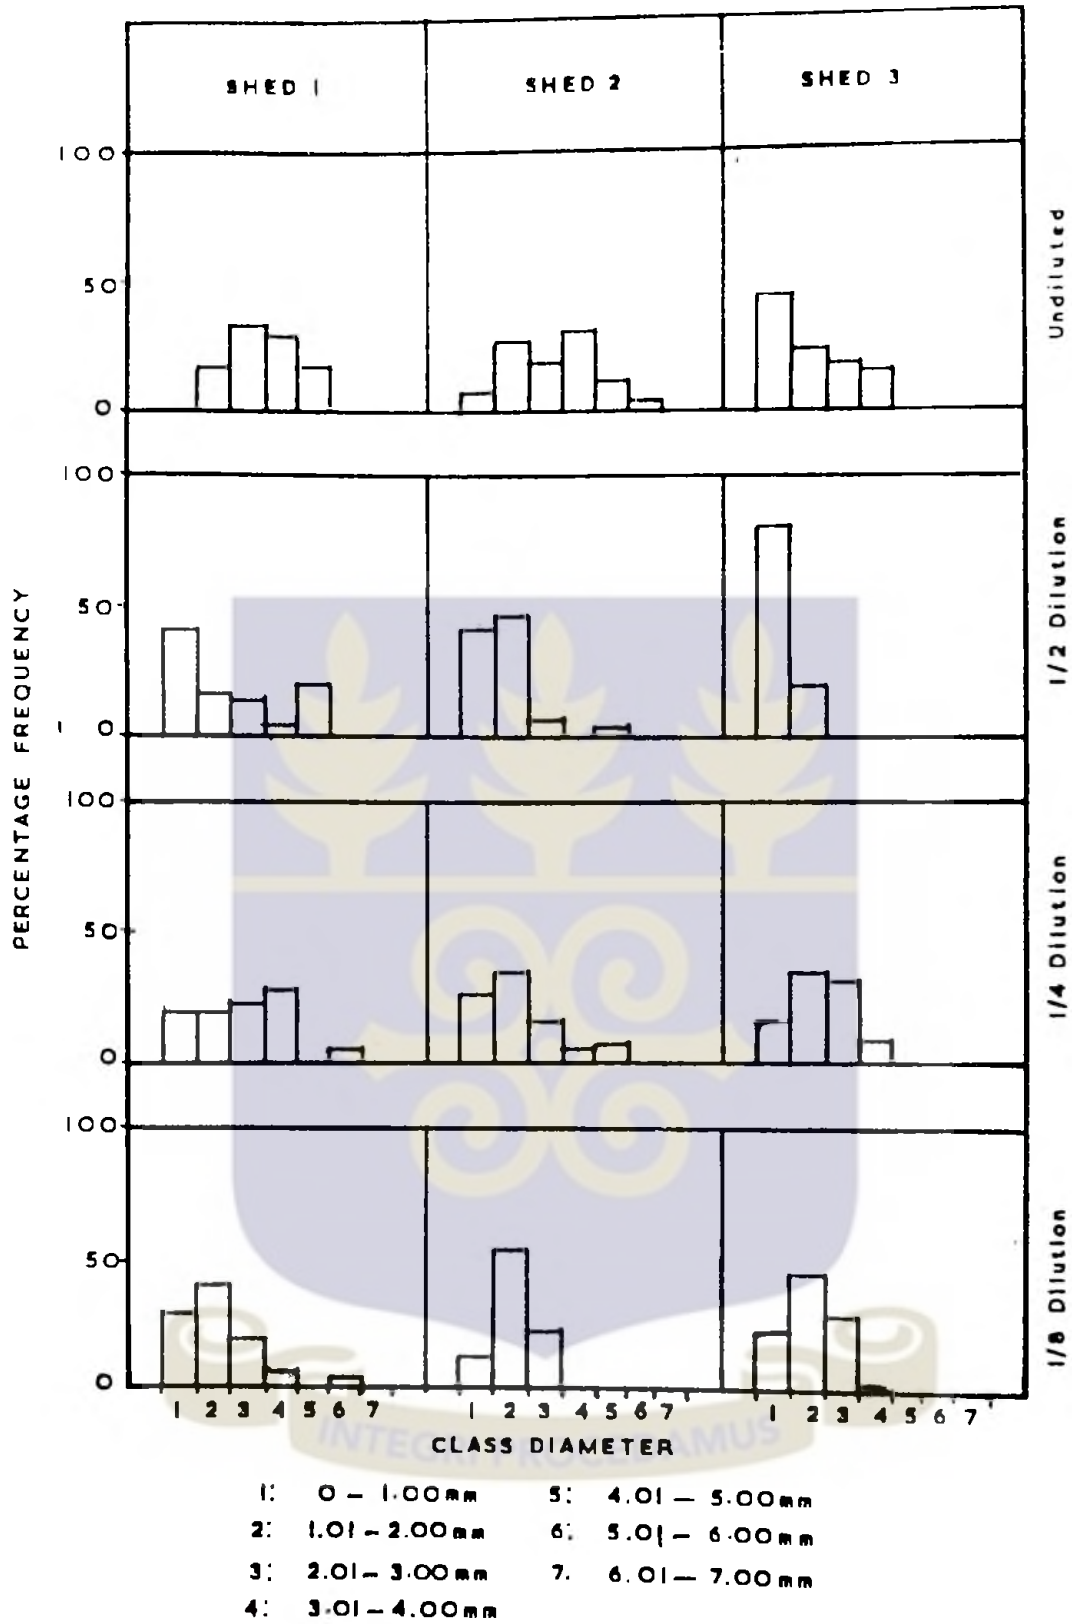 SHED 1 SHED 2 SHED 3
100
50
0
Undiluted
100
50
0
1/2 Dilution
100
50
0
1/4 Dilution
100
50
0
1/8 Dilution
PERCENTAGE FREQUENCY
1 2 3 4 5 6 7 1 2 3 4 5 6 7 1 2 3 4 5 6 7
CLASS DIAMETER
INTEGRI PROCEDAMUS
1: 0 – 1.00mm 5: 4.01 – 5.00mm
2: 1.01 – 2.00mm 6: 5.01 – 6.00mm
3: 2.01 – 3.00mm 7. 6.01 – 7.00mm
4: 3.01 – 4.00mm